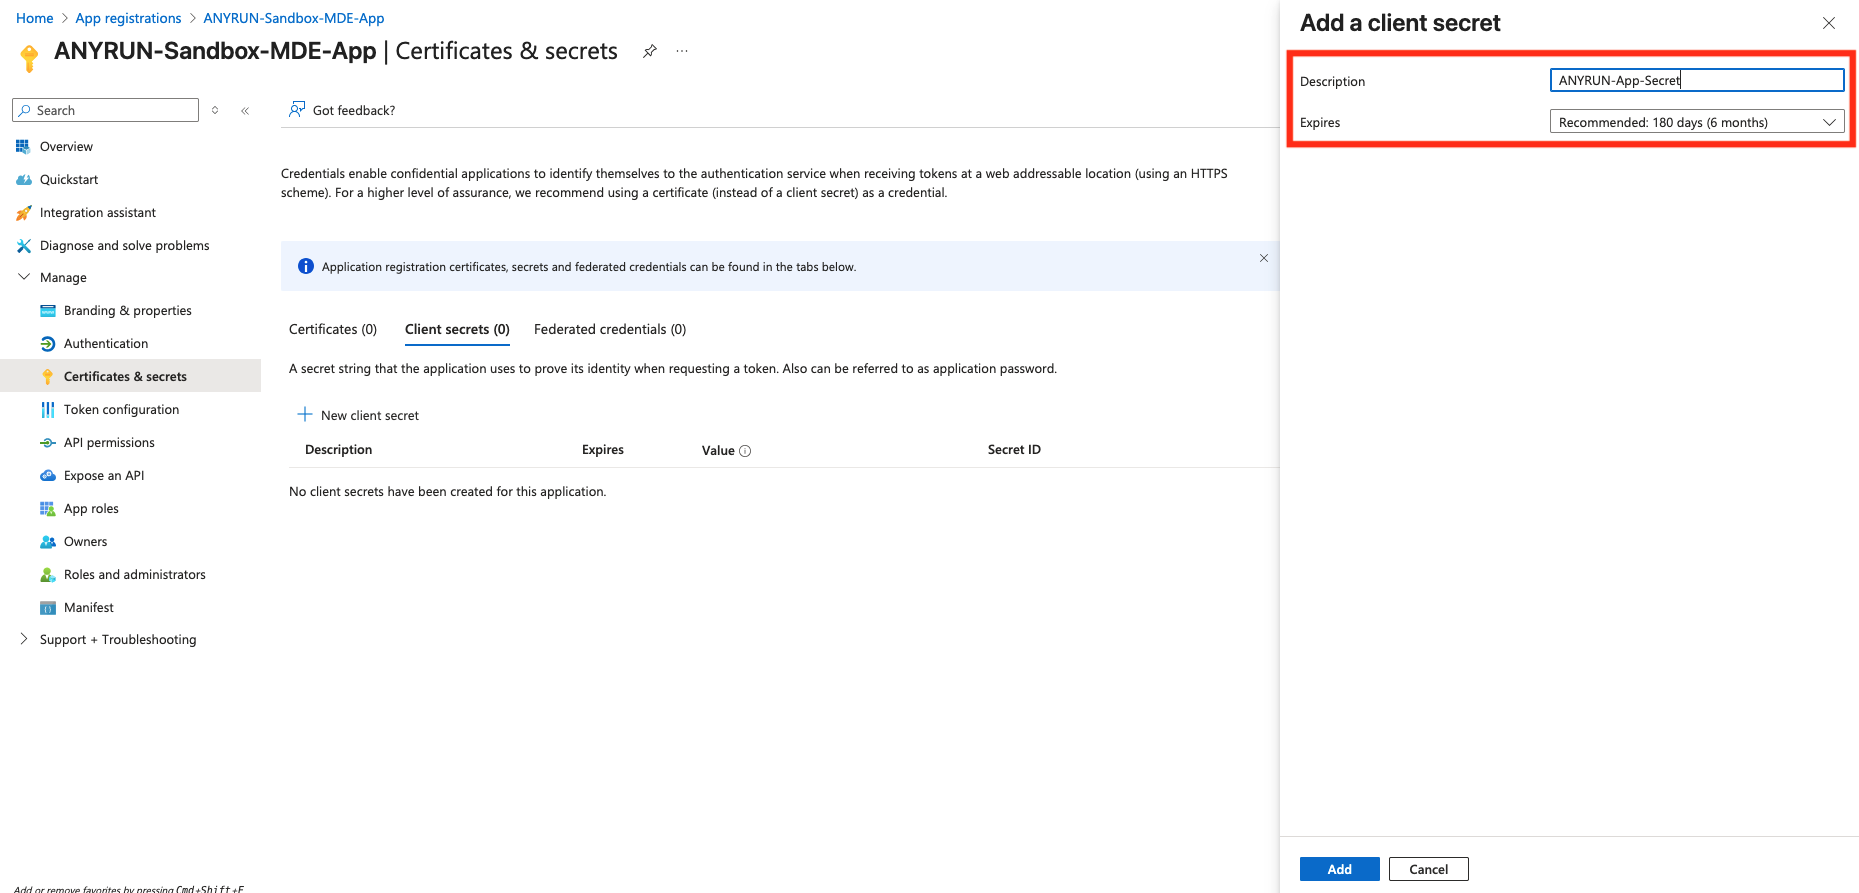 Home > App registrations > ANYRUN-Sandbox-MDE-App
ANYRUN-Sandbox-MDE-App | Certificates & secrets
Search
Overview
Quickstart
Integration assistant
Diagnose and solve problems
Manage
Branding & properties
Authentication
Certificates & secrets
Token configuration
API permissions
Expose an API
App roles
Owners
Roles and administrators
Manifest
Support + Troubleshooting
Add or remove favorites by pressing Cmd+Shift+F
Got feedback?
Credentials enable confidential applications to identify themselves to the authentication service when receiving tokens at a web addressable location (using an HTTPS
scheme). For a higher level of assurance, we recommend using a certificate (instead of a client secret) as a credential.
Application registration certificates, secrets and federated credentials can be found in the tabs below.
Certificates (0) Client secrets (0) Federated credentials (0)
A secret string that the application uses to prove its identity when requesting a token. Also can be referred to as application password.
New client secret
Description Expires Value Secret ID
No client secrets have been created for this application.
Add a client secret
Description ANYRUN-App-Secret
Expires Recommended: 180 days (6 months)
Add Cancel